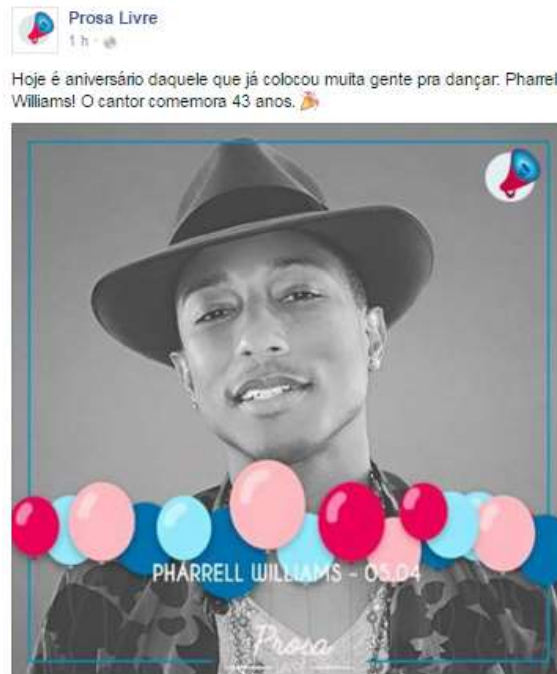 Prosa Livre
1 h
Hoje é aniversário daquele que já colocou muita gente pra dançar: Pharrel
Williams! O cantor comemora 43 anos.
PHARRELL WILLIAMS - 05.04
Prosa